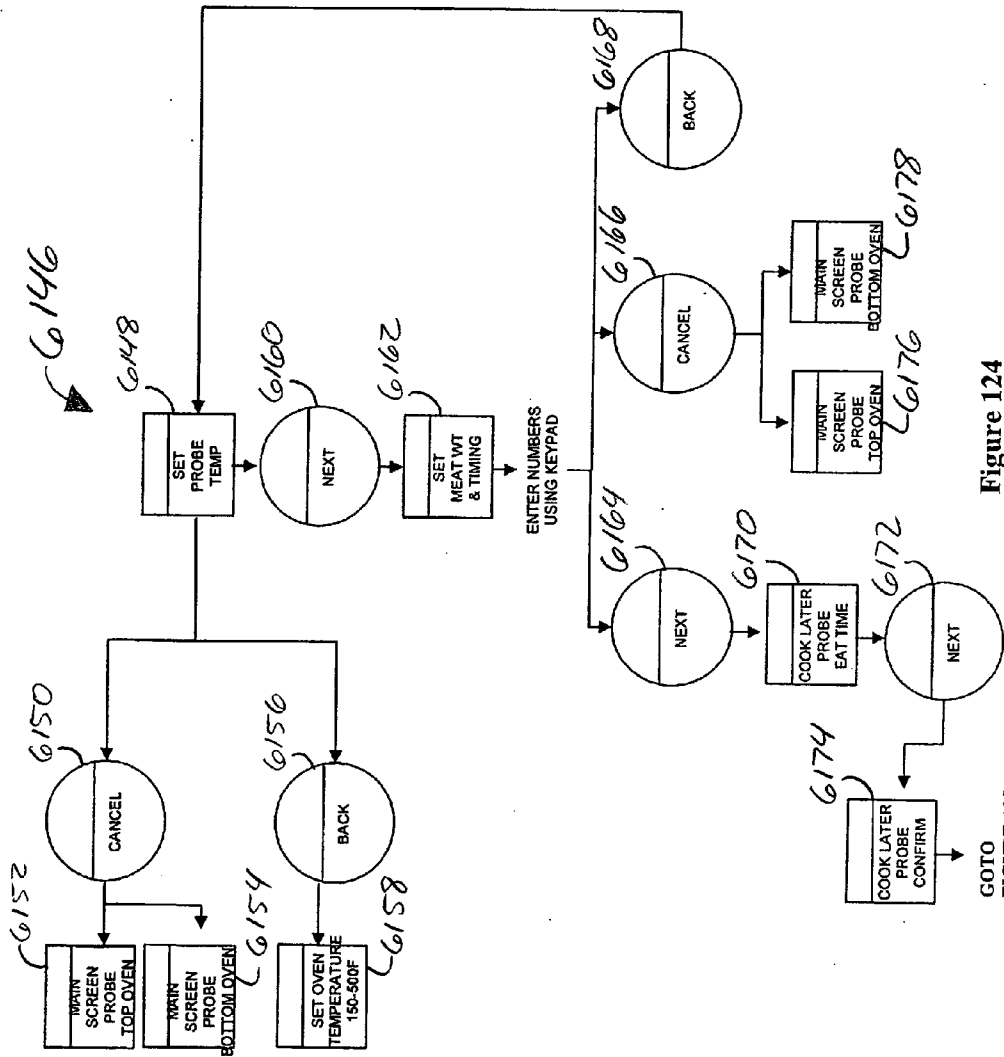 6146
6148
SET
PROBE
TEMP
6160
NEXT
6162
SET
MEAT WT
& TIMING
ENTER NUMBERS
USING KEYPAD
6150
CANCEL
6152
MAIN
SCREEN
PROBE
TOP OVEN
6154
MAIN
SCREEN
PROBE
BOTTOM OVEN
6156
BACK
6158
SET OVEN
TEMPERATURE
150-500F
6164
NEXT
6166
CANCEL
6168
BACK
6170
COOK LATER
PROBE
EAT TIME
6172
NEXT
6174
COOK LATER
PROBE
CONFIRM
GOTO
6176
MAIN
SCREEN
PROBE
TOP OVEN
6178
MAIN
SCREEN
PROBE
BOTTOM OVEN
Figure 124